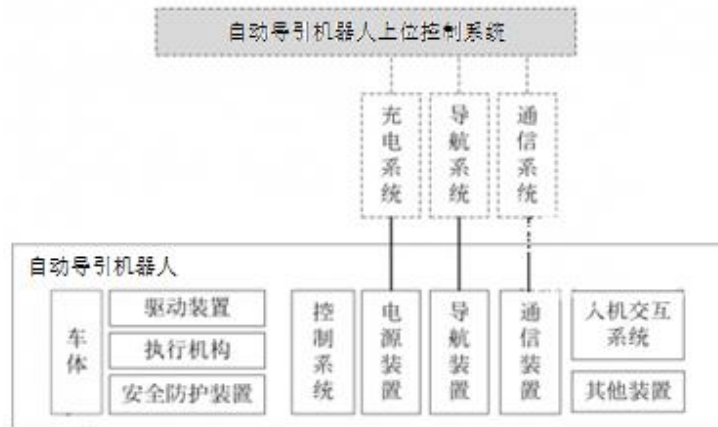 自动导引机器人上位控制系统
充电系统
导航系统
通信系统
自动导引机器人
车体
驱动装置
执行机构
安全防护装置
控制系统
电源装置
导航装置
通信装置
人机交互
系统
其他装置